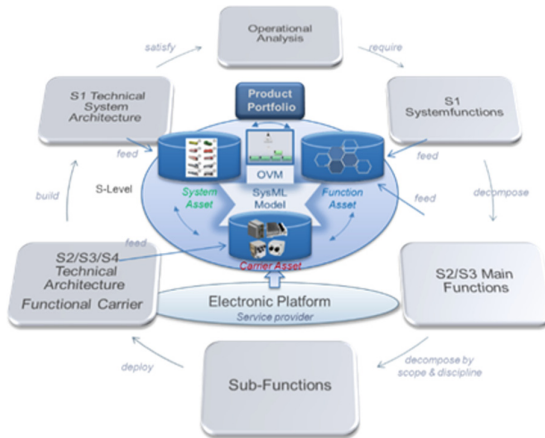 Operational
Analysis
satisfy
require
Product
Portfolio
S1 Technical
System
Architecture
S1
Systemfunctions
feed
feed
OVM
SysML
Model
System
Asset
Function
Asset
build
S-Level
feed
decompose
feed
Carrier Asset
S2/S3/S4
Technical
Architecture
Functional Carrier
S2/S3 Main
Functions
Electronic Platform
Service provider
deploy
Sub-Functions
decompose by
scope & discipline